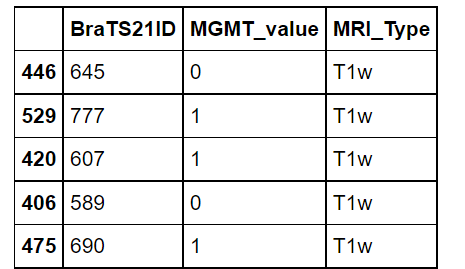 BraTS21ID MGMT_value MRI_Type
446 645 0 T1w
529 777 1 T1w
420 607 1 T1w
406 589 0 T1w
475 690 1 T1w